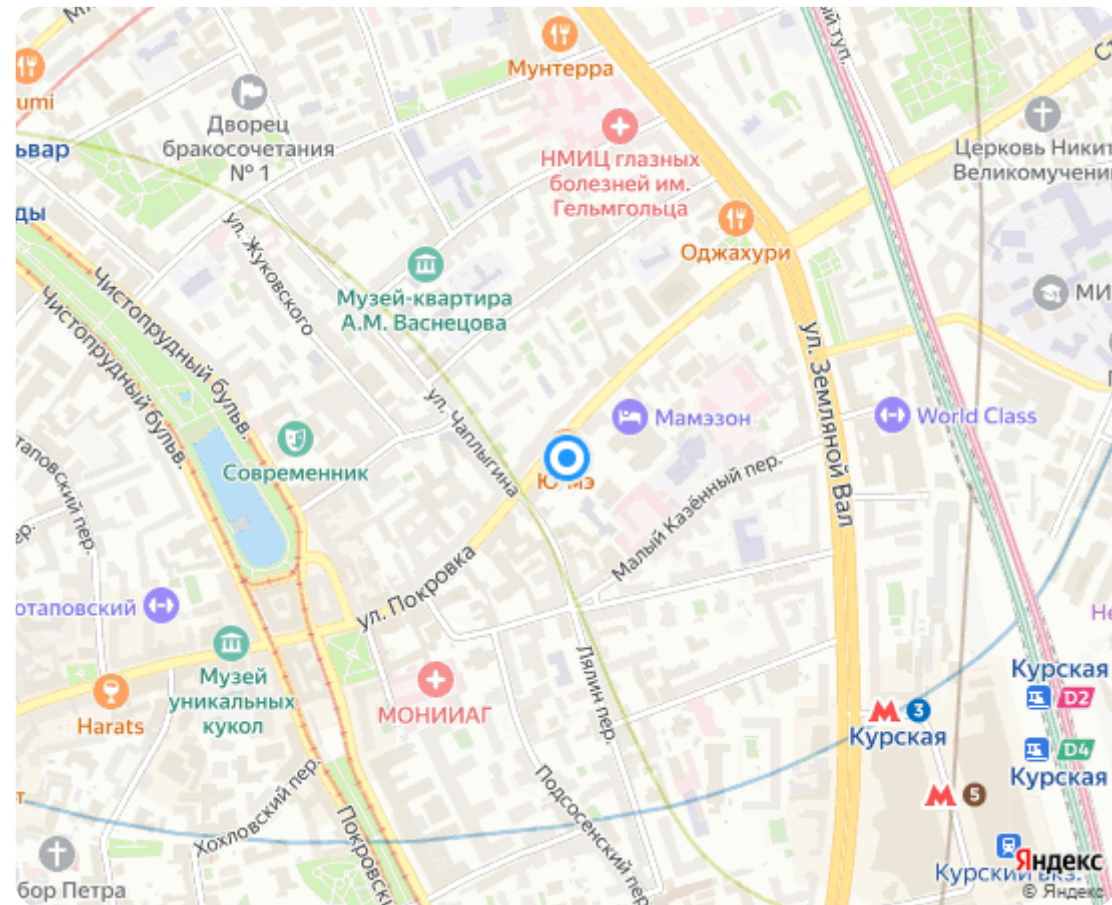 Мунтерра
umi
Дворец
бракосочетания
№ 1
ьвар
НМИЦ глазных
болезней им.
Гельмгольца
Церковь Никит
Великомучени
ды
Оджахури
ул. Жуковского
Чистопрудный бульв.
Чистопрудный бульв.
Музей-квартира
А.М. Васнецова
МИ
ул. Земляной Вал
ул. Чаплыгина
Мамэзон
World Class
Современник
Малый Казённый пер.
ул. Покровка
отаповский
Музей
уникальных
кукол
Harats
МОНИИАГ
Лялин пер.
Курская
D2
3
Курская
D4
Курская
5
Подсосенский пер.
Хохловский пер.
Покровск
бор Петра
Курский вкз.
Яндекс
© Яндекс